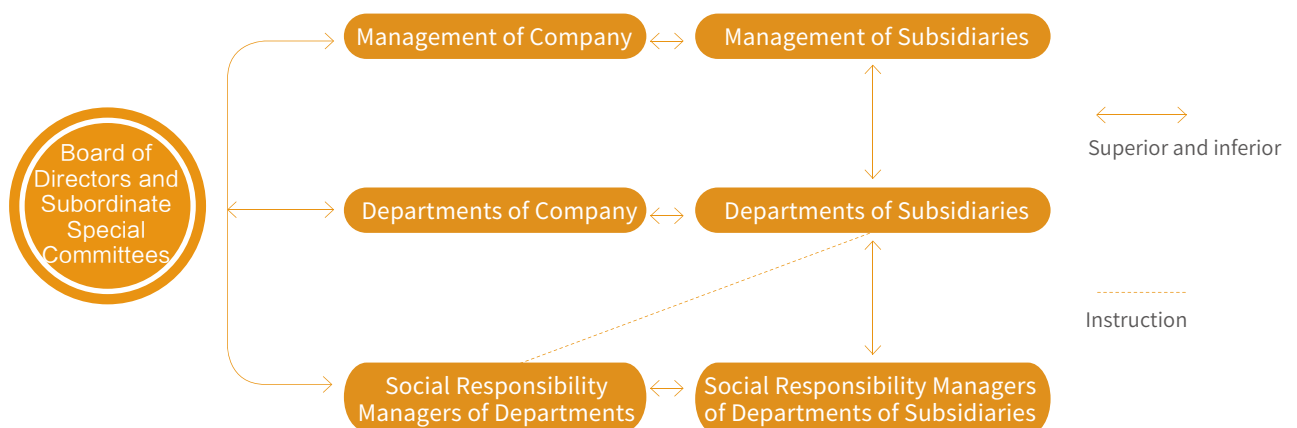 Board of
Directors and
Subordinate
Special
Committees
Management of Company
Management of Subsidiaries
Departments of Company
Departments of Subsidiaries
Social Responsibility
Managers of Departments
Social Responsibility Managers
of Departments of Subsidiaries
Superior and inferior
Instruction